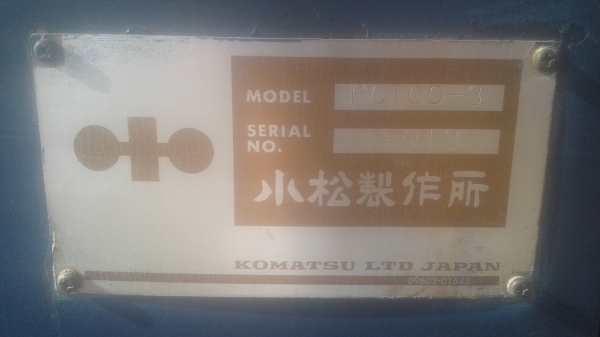 MODEL PC100-3
SERIAL
NO.
小松製作所
KOMATSU LTD JAPAN